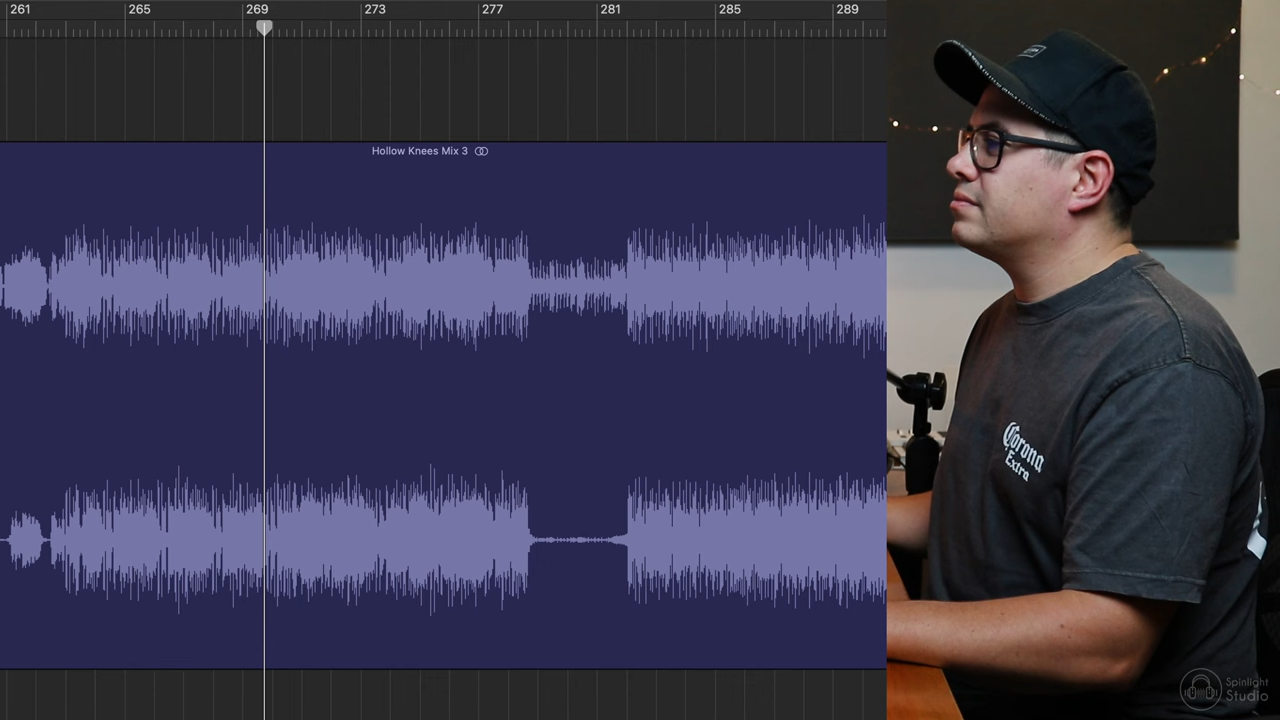 261 265 269 273 277 281 285 289
Hollow Knees Mix 3
Corona
Extra
Spinlight
Studio